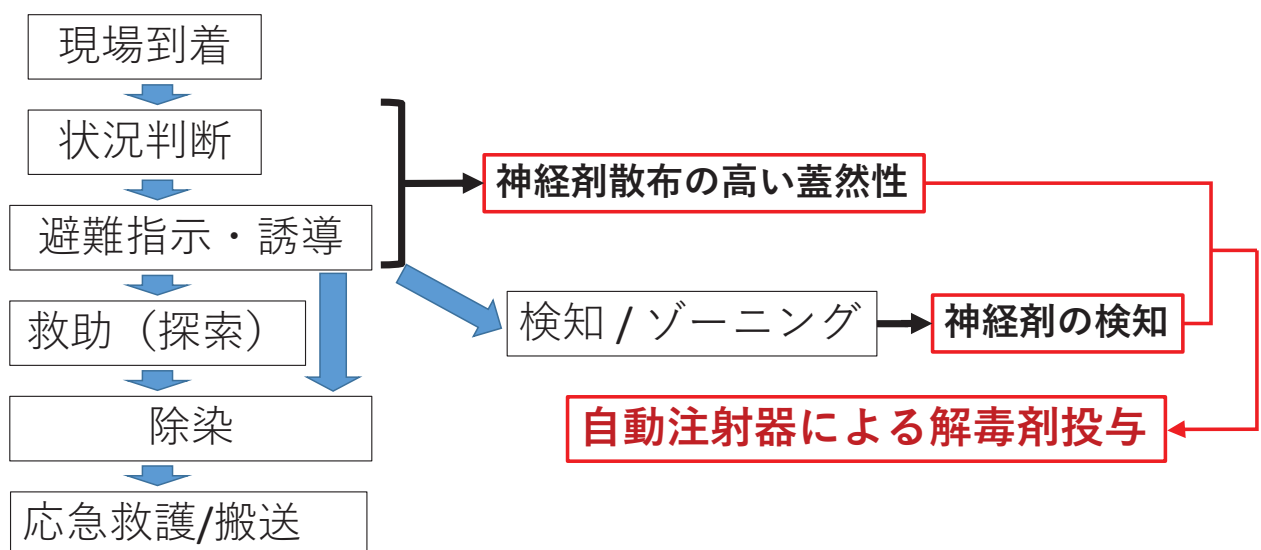 現場到着
状況判断
神経剤散布の高い蓋然性
避難指示・誘導
救助（探索）
検知 / ゾーニング
神経剤の検知
除染
自動注射器による解毒剤投与
応急救護/搬送